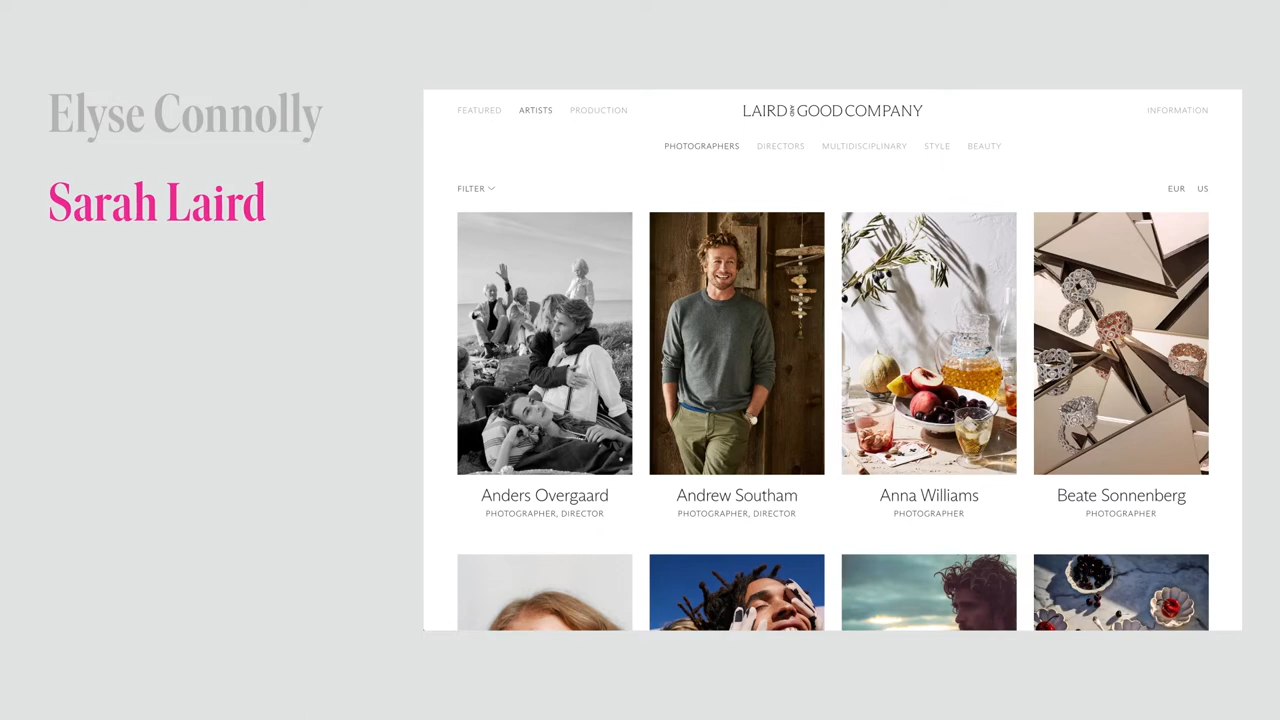 Elyse Connolly
Sarah Laird
FEATURED ARTISTS PRODUCTION LAIRD AND GOOD COMPANY INFORMATION
PHOTOGRAPHERS DIRECTORS MULTIDISCIPLINARY STYLE BEAUTY
FILTER EUR US
Anders Overgaard Andrew Southam Anna Williams Beate Sonnenberg
PHOTOGRAPHER, DIRECTOR PHOTOGRAPHER, DIRECTOR PHOTOGRAPHER PHOTOGRAPHER